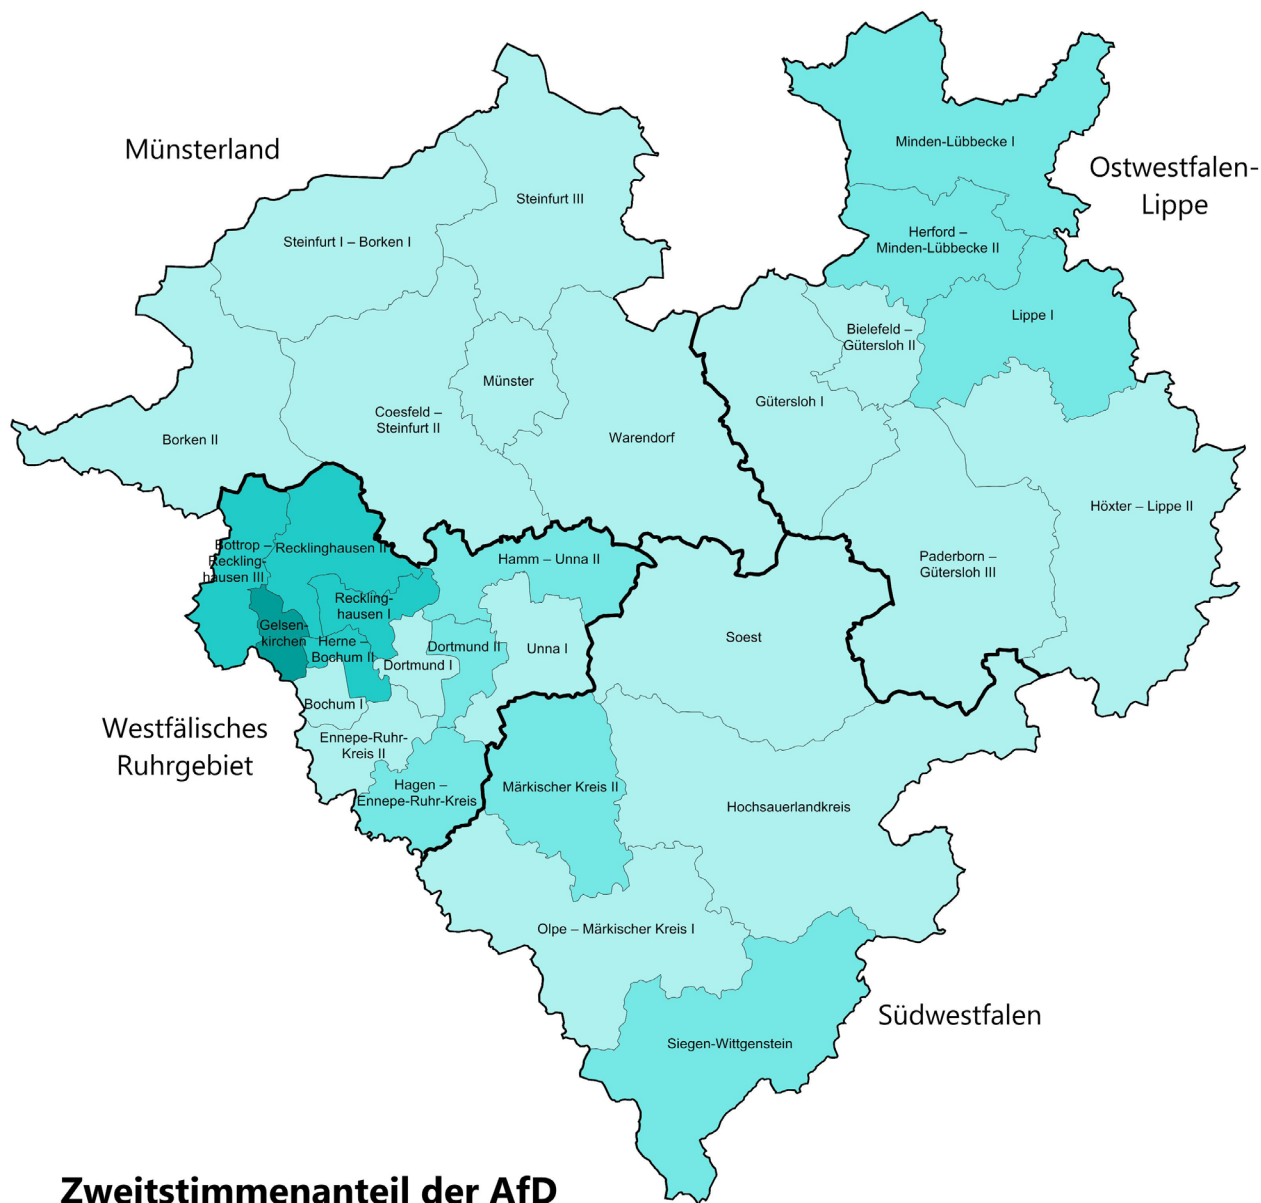 Münsterland
Ostwestfalen-
Lippe
Minden-Lübbecke I
Steinfurt III
Steinfurt I – Borken I
Herford –
Minden-Lübbecke II
Lippe I
Bielefeld –
Gütersloh II
Münster
Gütersloh I
Coesfeld –
Steinfurt II
Borken II
Warendorf
Höxter – Lippe II
Paderborn –
Gütersloh III
Bottrop –
Reckling-
hausen III
Recklinghausen II
Hamm – Unna II
Reckling-
hausen I
Gelsen-
kirchen
Herne –
Bochum II
Dortmund II
Dortmund I
Unna I
Soest
Bochum I
Westfälisches
Ruhrgebiet
Ennepe-Ruhr-
Kreis II
Hagen –
Ennepe-Ruhr-Kreis
Märkischer Kreis II
Hochsauerlandkreis
Olpe – Märkischer Kreis I
Südwestfalen
Siegen-Wittgenstein
Zweitstimmenanteil der AfD